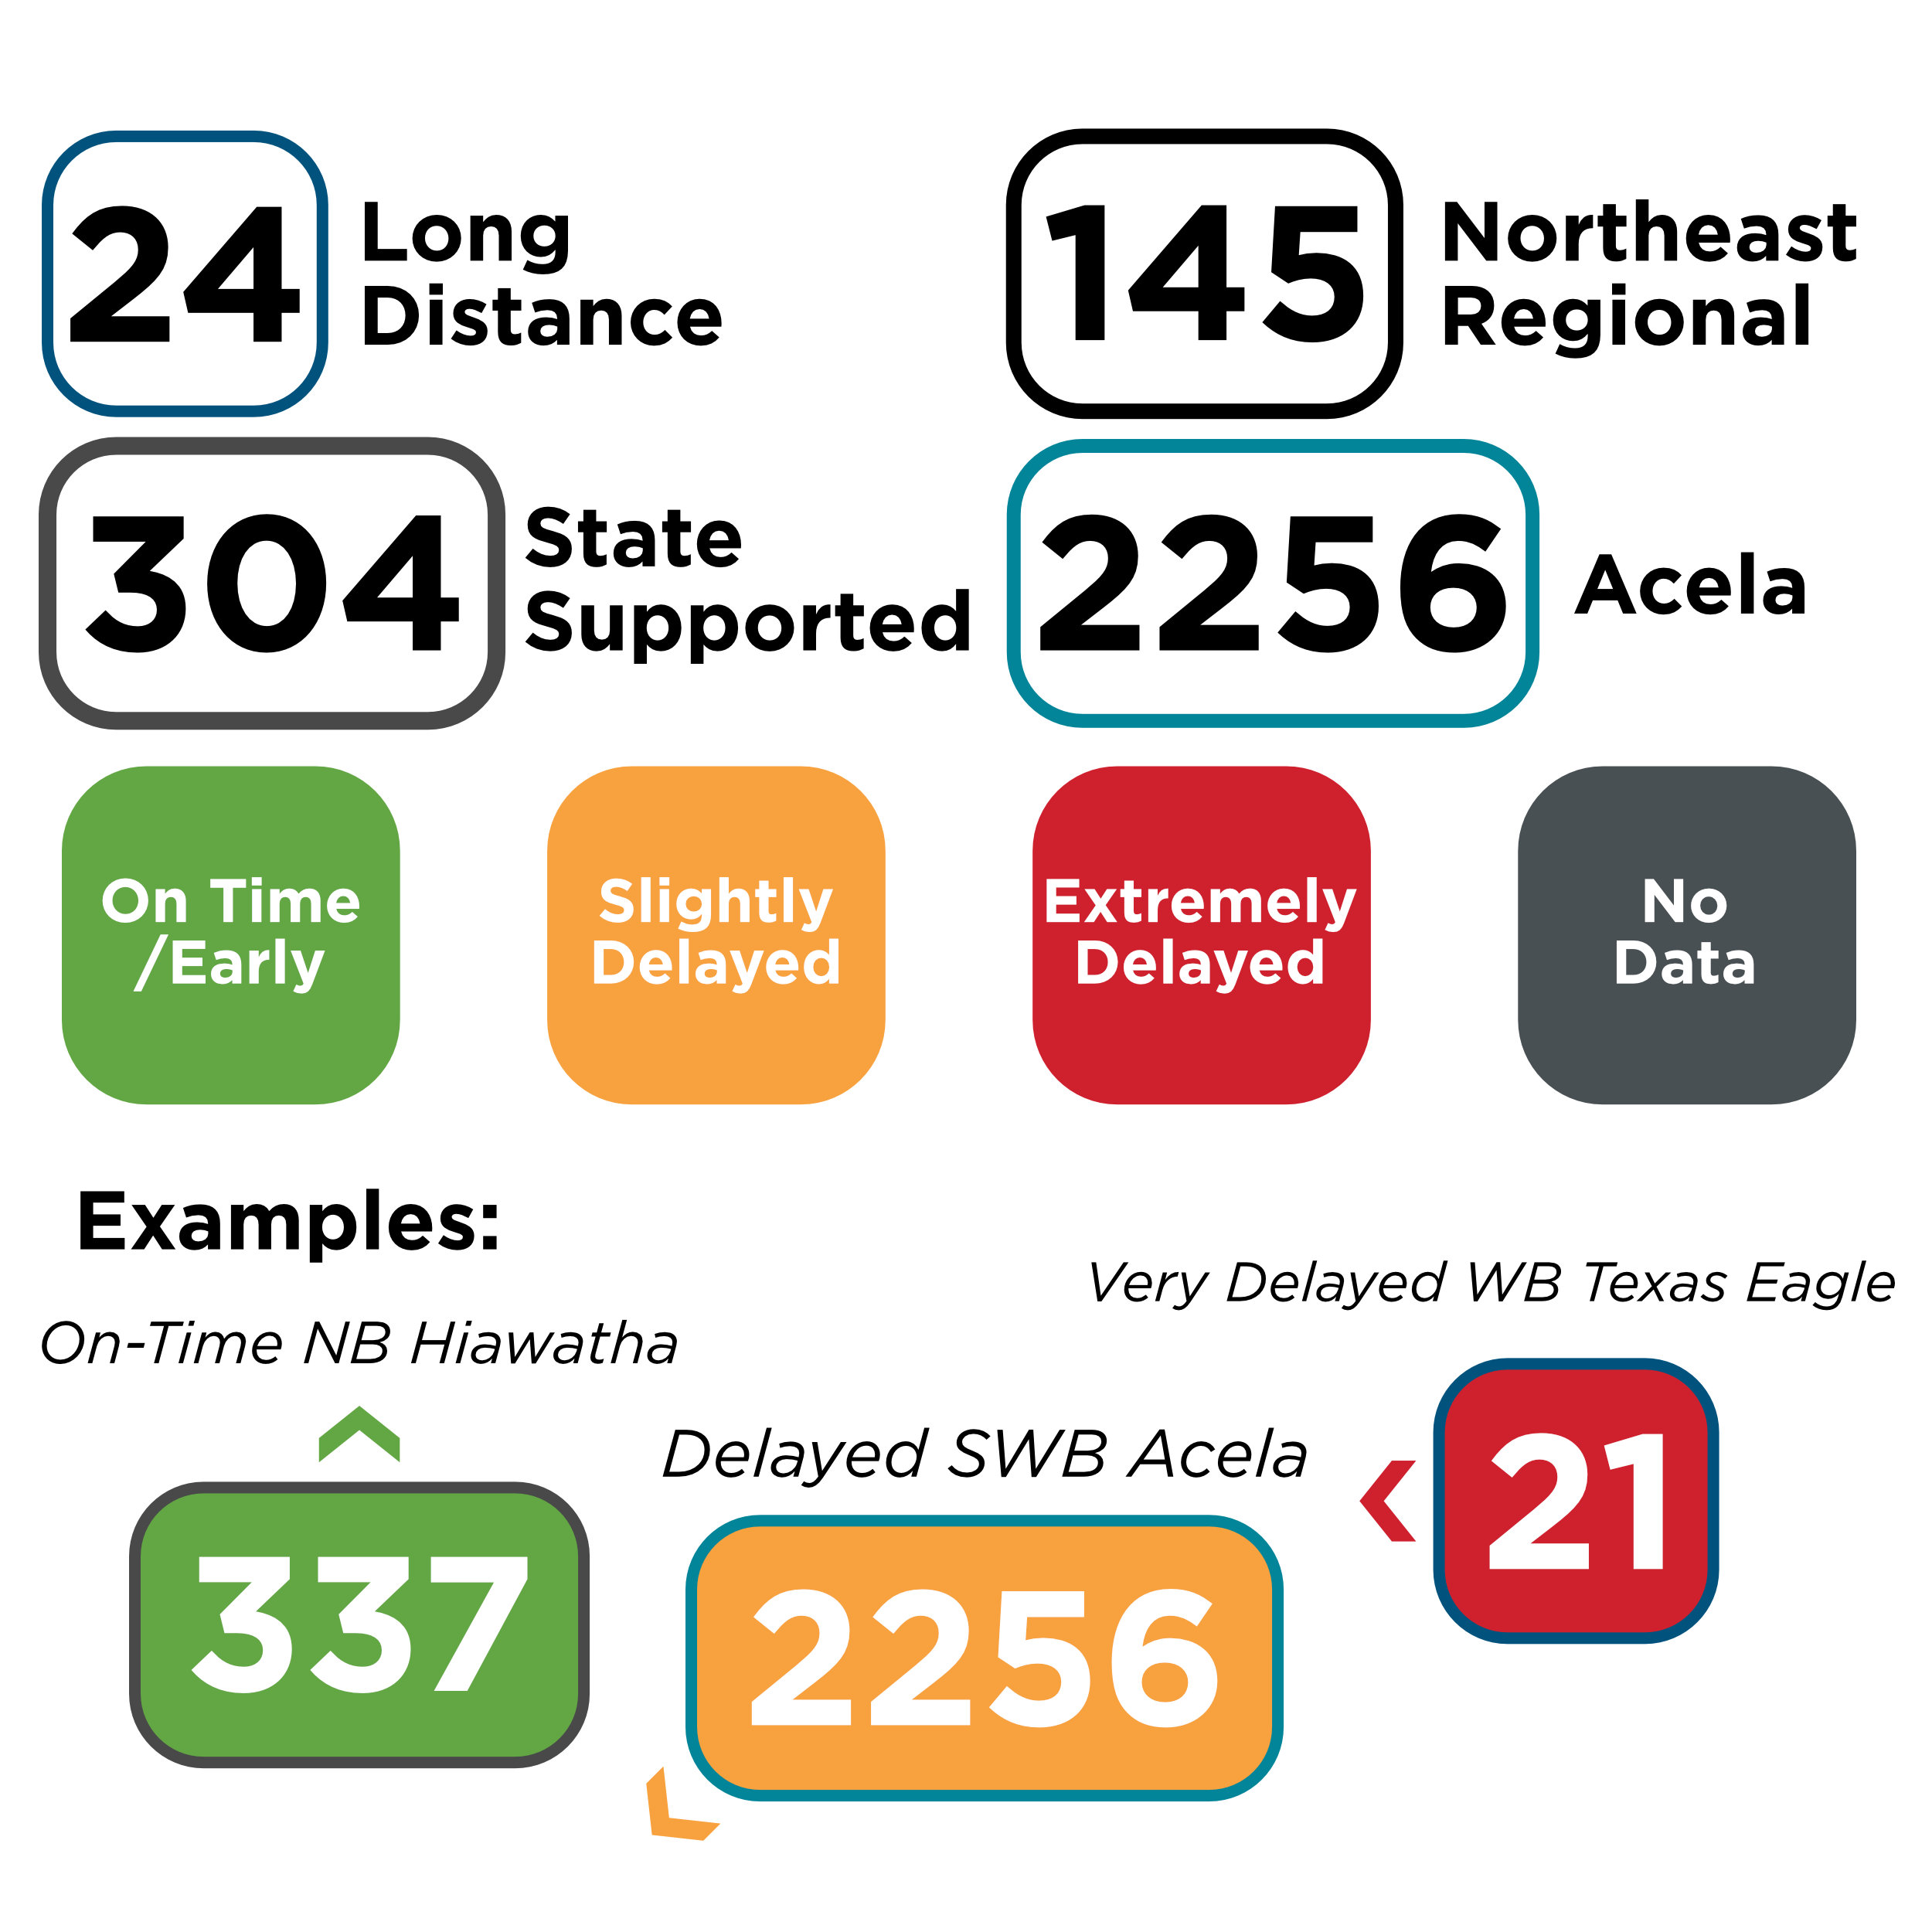 24
Long
Distance
145
Northeast
Regional
304
State
Supported
2256
Acela
On Time
/Early
Slightly
Delayed
Extremely
Delayed
No
Data
Examples:
On-Time NB Hiawatha
337
Delayed SWB Acela
2256
Very Delayed WB Texas Eagle
21